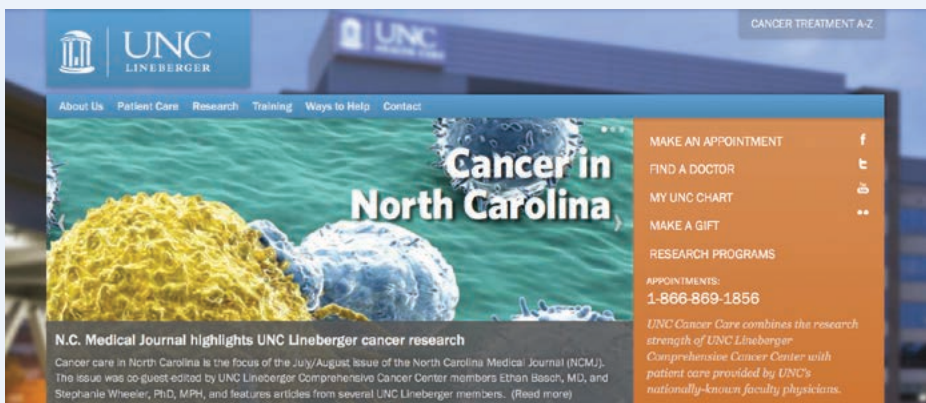 CANCER TREATMENT A-Z
UNC
LINEBERGER
UNC
About Us Patient Care Research Training Ways to Help Contact
Cancer in
North Carolina
N.C. Medical Journal highlights UNC Lineberger cancer research
Cancer care in North Carolina is the focus of the July/August issue of the North Carolina Medical Journal (NCMJ).
The issue was co-guest-edited by UNC Lineberger Comprehensive Cancer Center members Ethan Basch, MD, and
Stephanie Wheeler, PhD, MPH, and features articles from several UNC Lineberger members. (Read more)
MAKE AN APPOINTMENT
FIND A DOCTOR
MY UNC CHART
MAKE A GIFT
RESEARCH PROGRAMS
APPOINTMENTS:
1-866-869-1856
UNC Cancer Care combines the research
strength of UNC Lineberger
Comprehensive Cancer Center with
patient care provided by UNC's
nationally-known faculty physicians.